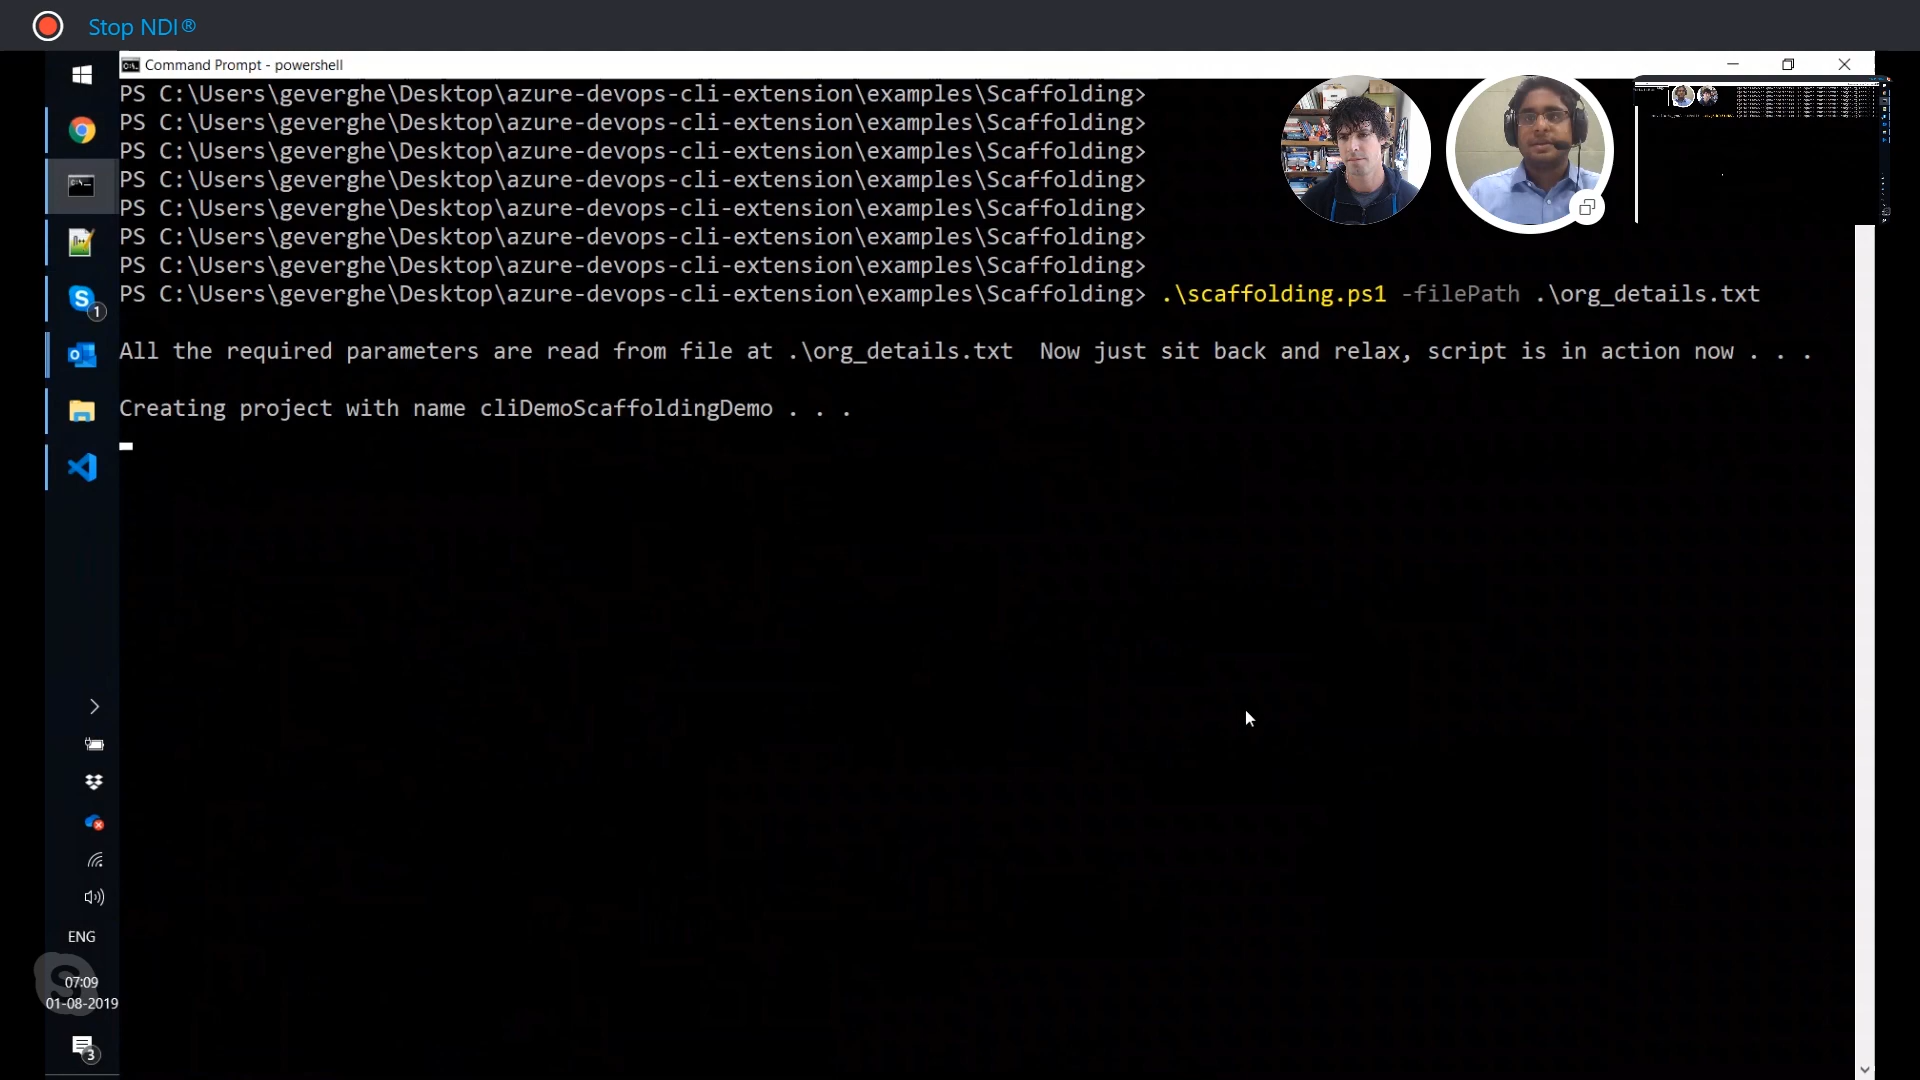 Stop NDI®
Command Prompt - powershell
PS C:\Users\geverghe\Desktop\azure-devops-cli-extension\examples\Scaffolding>
PS C:\Users\geverghe\Desktop\azure-devops-cli-extension\examples\Scaffolding>
PS C:\Users\geverghe\Desktop\azure-devops-cli-extension\examples\Scaffolding>
PS C:\Users\geverghe\Desktop\azure-devops-cli-extension\examples\Scaffolding>
PS C:\Users\geverghe\Desktop\azure-devops-cli-extension\examples\Scaffolding>
PS C:\Users\geverghe\Desktop\azure-devops-cli-extension\examples\Scaffolding>
PS C:\Users\geverghe\Desktop\azure-devops-cli-extension\examples\Scaffolding>
PS C:\Users\geverghe\Desktop\azure-devops-cli-extension\examples\Scaffolding> .\scaffolding.ps1 -filePath .\org_details.txt
All the required parameters are read from file at .\org_details.txt  Now just sit back and relax, script is in action now . . .
Creating project with name cliDemoScaffoldingDemo . . .
1
ENG
07:09
01-08-2019
3